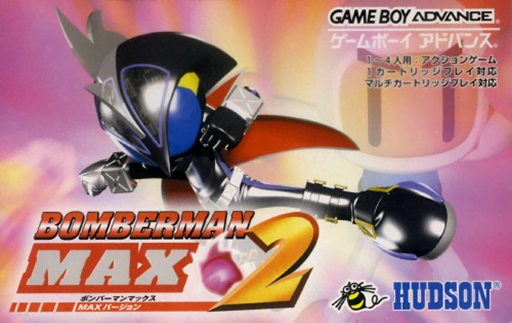 GAME BOY ADVANCE
ゲームボーイ アドバンス
1～4人用：アクションゲーム
1カートリッジプレイ対応
マルチカートリッジプレイ対応
BOMBERMAN
MAX 2
ボンバーマンマックス
MAXバージョン
HUDSON®